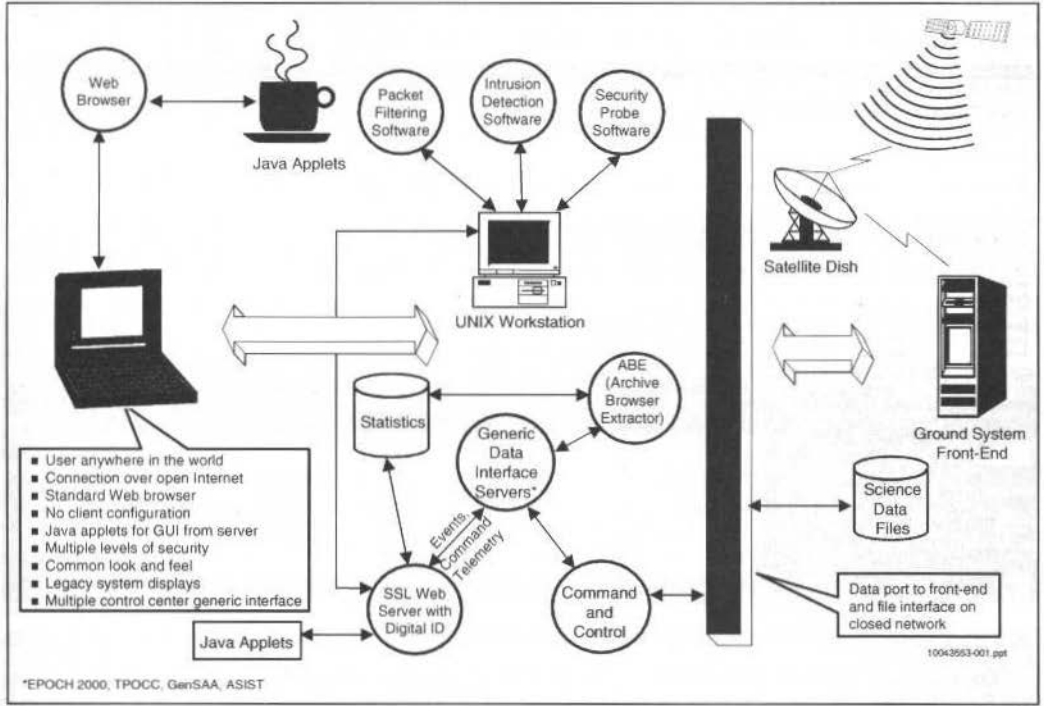 Web
Browser
Java Applets
Packet
Filtering
Software
Intrusion
Detection
Software
Security
Probe
Software
Satellite Dish
UNIX Workstation
Ground System
Front-End
Statistics
ABE
(Archive
Browser
Extractor)
Generic
Data
Interface
Servers*
Science
Data
Files
■ User anywhere in the world
■ Connection over open Internet
■ Standard Web browser
■ No client configuration
■ Java applets for GUI from server
■ Multiple levels of security
■ Common look and feel
■ Legacy system displays
■ Multiple control center generic interface
Events,
Command
Telemetry
SSL Web
Server with
Digital ID
Command
and
Control
Java Applets
Data port to front-end
and file interface on
closed network
10043553-001.ppt
*EPOCH 2000, TPOCC, GenSAA, ASIST